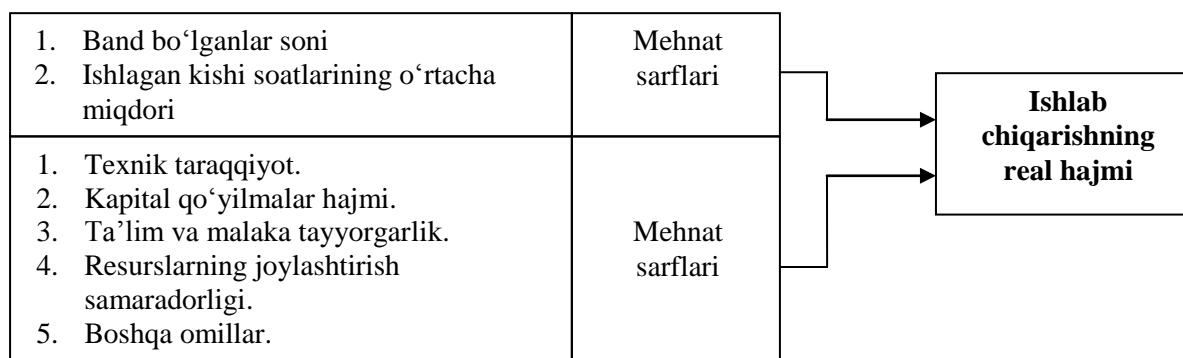 1. Band bo‘lganlar soni
2. Ishlagan kishi soatlarining o‘rtacha
miqdori
Mehnat
sarflari
1. Texnik taraqqiyot.
2. Kapital qo‘yilmalar hajmi.
3. Ta’lim va malaka tayyorgarlik.
4. Resurslarning joylashtirish
samaradorligi.
5. Boshqa omillar.
Mehnat
sarflari
Ishlab
chiqarishning
real hajmi